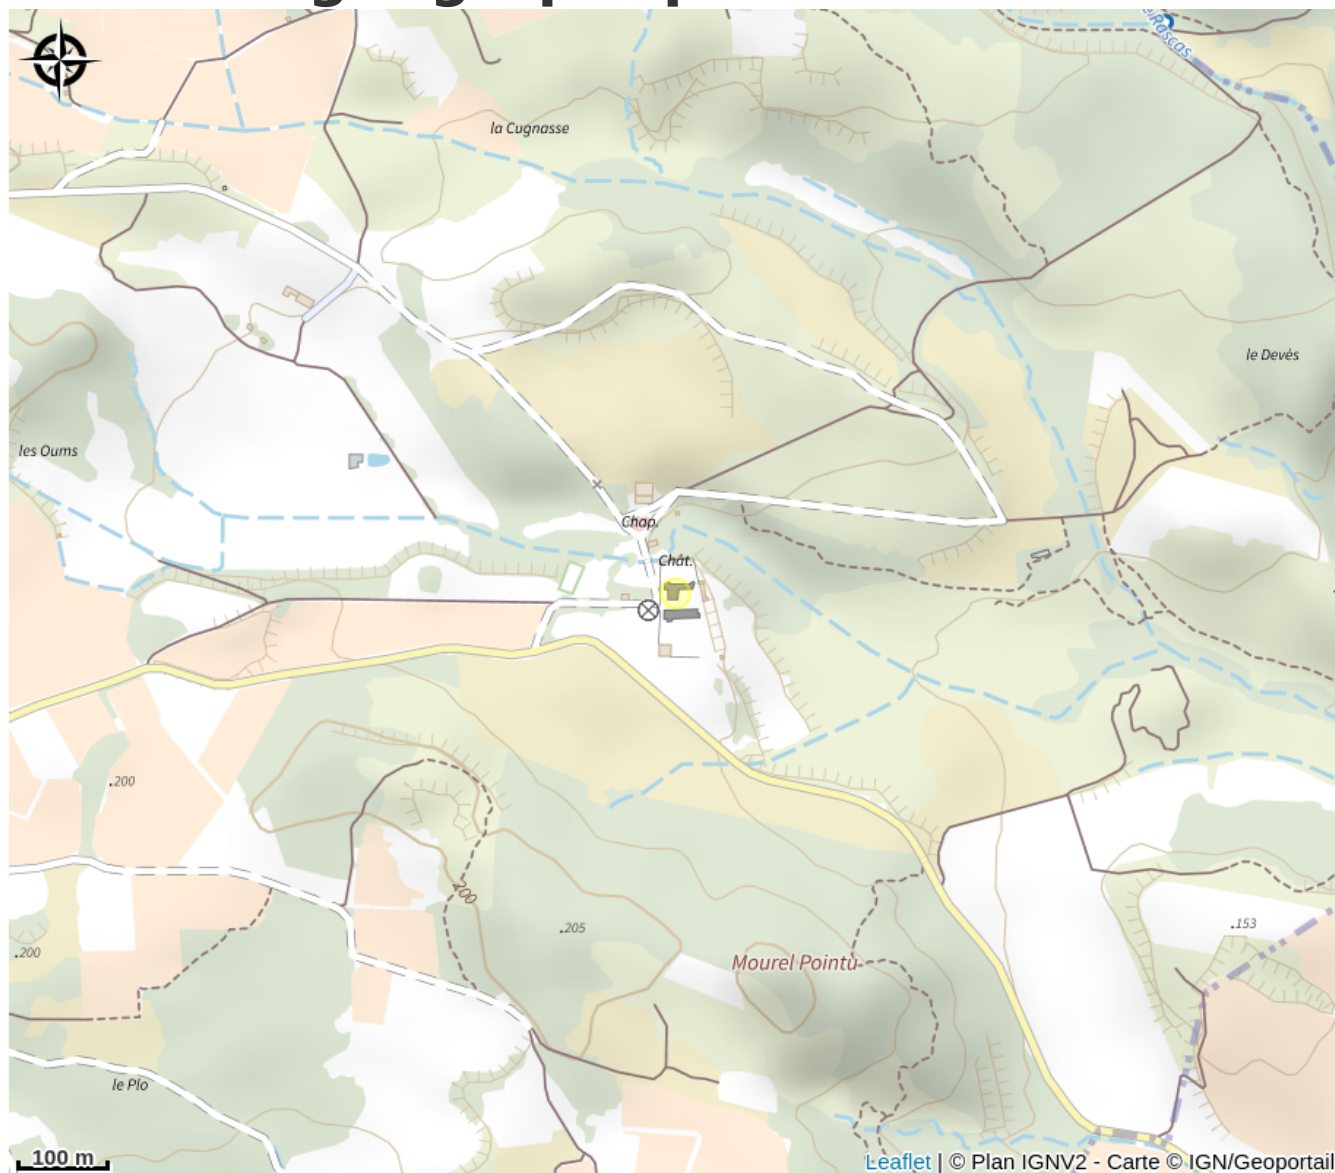 Rascas
la Cugnasse
le Devès
les Oums
Chap.
Chât.
.200
200
.205
.153
.200
Mourel Pointu
le Plo
100 m
Leaflet | © Plan IGNV2 - Carte © IGN/Geoportail